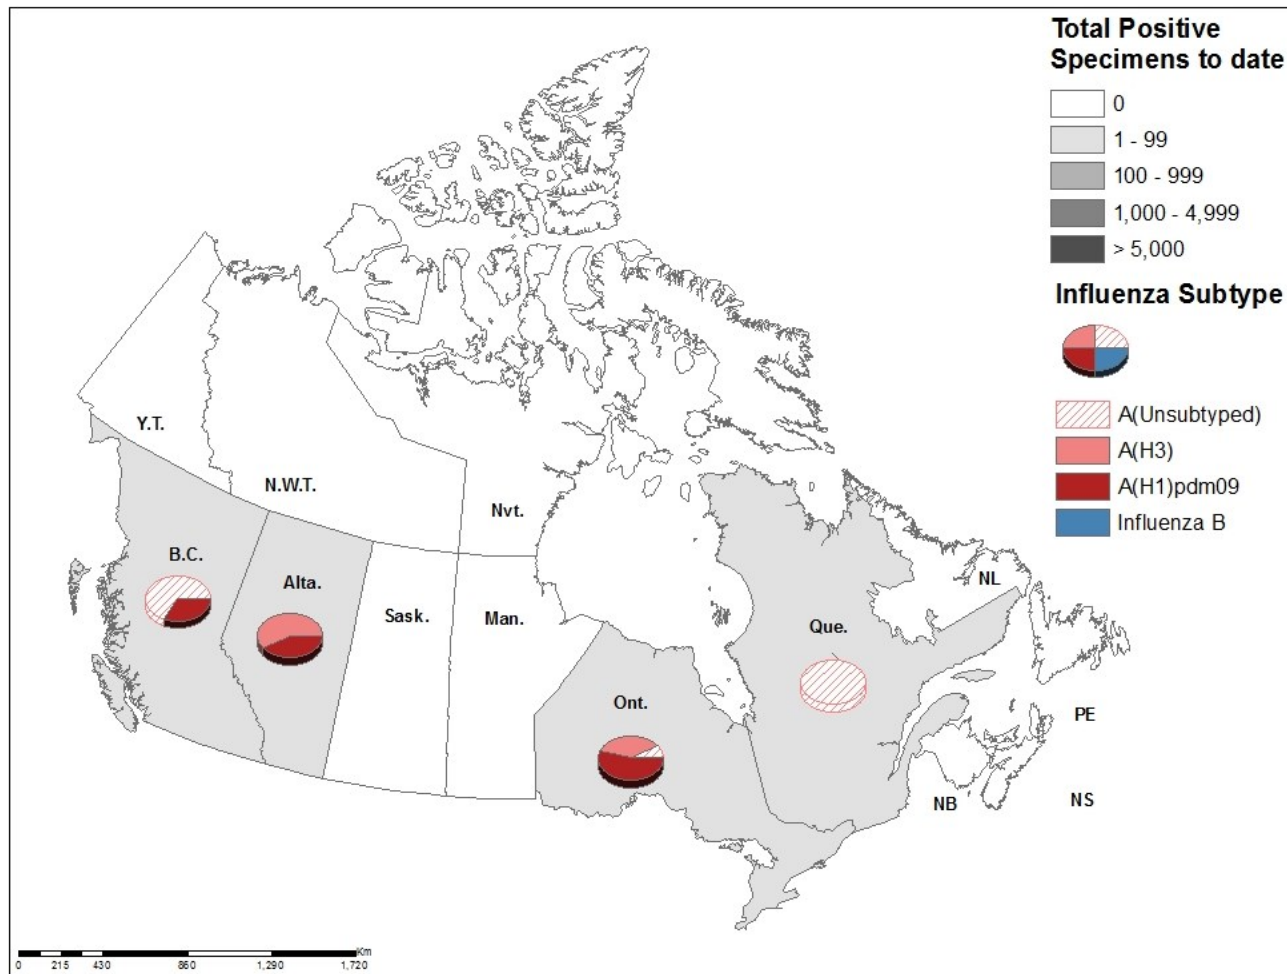 Total Positive
Specimens to date
0
1 - 99
100 - 999
1,000 - 4,999
> 5,000
Influenza Subtype
A(Unsubtyped)
A(H3)
A(H1)pdm09
Influenza B
Y.T.
N.W.T.
Nvt.
B.C.
Alta.
Sask.
Man.
Ont.
Que.
NL
PE
NB
NS
Km
0 215 430 860 1,290 1,720